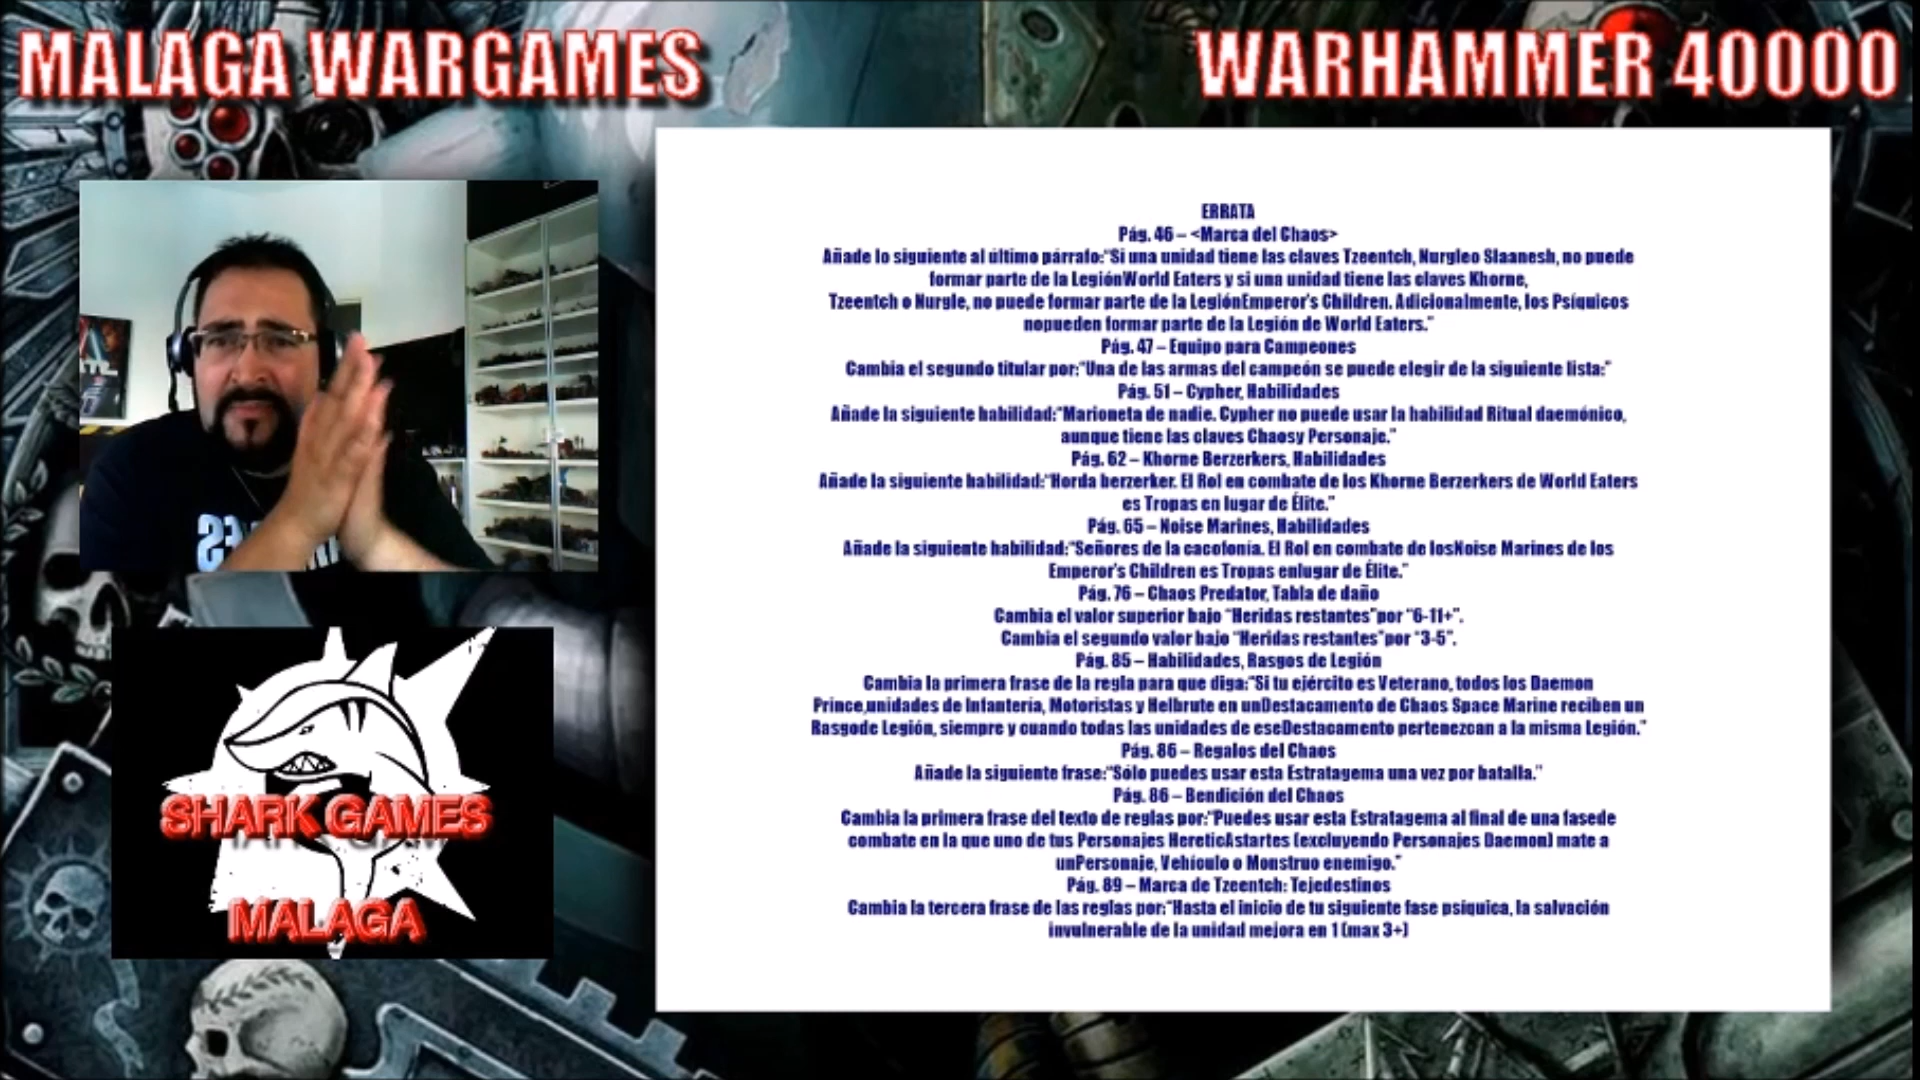 MALAGA WARGAMES
WARHAMMER 40000
ERRATA
Pág. 46 – <Marca del Chaos>
Añade lo siguiente al último párrafo:"Si una unidad tiene las claves Tzeentch, Nurgleo Slaanesh, no puede
formar parte de la LegiónWorld Eaters y si una unidad tiene las claves Khorne,
Tzeentch o Nurgle, no puede formar parte de la LegiónEmperor's Children. Adicionalmente, los Psíquicos
nopueden formar parte de la Legión de World Eaters."
Pág. 47 – Equipo para Campeones
Cambia el segundo titular por:"Una de las armas del campeón se puede elegir de la siguiente lista:"
Pág. 51 – Cypher, Habilidades
Añade la siguiente habilidad:"Marioneta de nadie. Cypher no puede usar la habilidad Ritual daemónico,
aunque tiene las claves Chaosy Personaje."
Pág. 62 – Khorne Berzerkers, Habilidades
Añade la siguiente habilidad:"Horda berzerker. El Rol en combate de los Khorne Berzerkers de World Eaters
es Tropas en lugar de Élite."
Pág. 65 – Noise Marines, Habilidades
Añade la siguiente habilidad:"Señores de la cacofonía. El Rol en combate de losNoise Marines de los
Emperor's Children es Tropas enlugar de Élite."
Pág. 76 – Chaos Predator, Tabla de daño
Cambia el valor superior bajo "Heridas restantes"por "6-11+".
Cambia el segundo valor bajo "Heridas restantes"por "3-5".
Pág. 85 – Habilidades, Rasgos de Legión
Cambia la primera frase de la regla para que diga:"Si tu ejército es Veterano, todos los Daemon
Prince,unidades de Infantería, Motoristas y Helbrute en unDestacamento de Chaos Space Marine reciben un
Rasgode Legión, siempre y cuando todas las unidades de eseDestacamento pertenezcan a la misma Legión."
Pág. 86 – Regalos del Chaos
Añade la siguiente frase:"Sólo puedes usar esta Estratagema una vez por batalla."
Pág. 86 – Bendición del Chaos
Cambia la primera frase del texto de reglas por:"Puedes usar esta Estratagema al final de una fasede
combate en la que uno de tus Personajes HereticAstartes (excluyendo Personajes Daemon) mate a
unPersonaje, Vehículo o Monstruo enemigo."
Pág. 89 – Marca de Tzeentch: Tejedestinos
Cambia la tercera frase de las reglas por:"Hasta el inicio de tu siguiente fase psíquica, la salvación
invulnerable de la unidad mejora en 1 (max 3+)
SHARK GAMES
MALAGA